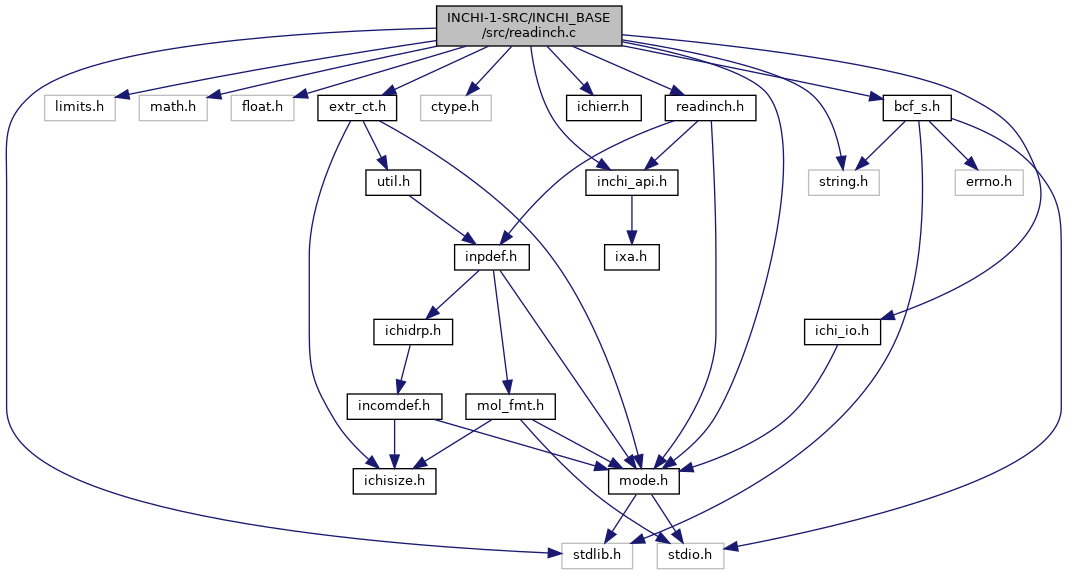 INCHI-1-SRC/INCHI_BASE
/src/readinch.c
limits.h
math.h
float.h
extr_ct.h
ctype.h
ichierr.h
readinch.h
bcf_s.h
util.h
inchi_api.h
string.h
errno.h
inpdef.h
ixa.h
ichidrp.h
ichi_io.h
incomdef.h
mol_fmt.h
ichisize.h
mode.h
stdlib.h
stdio.h